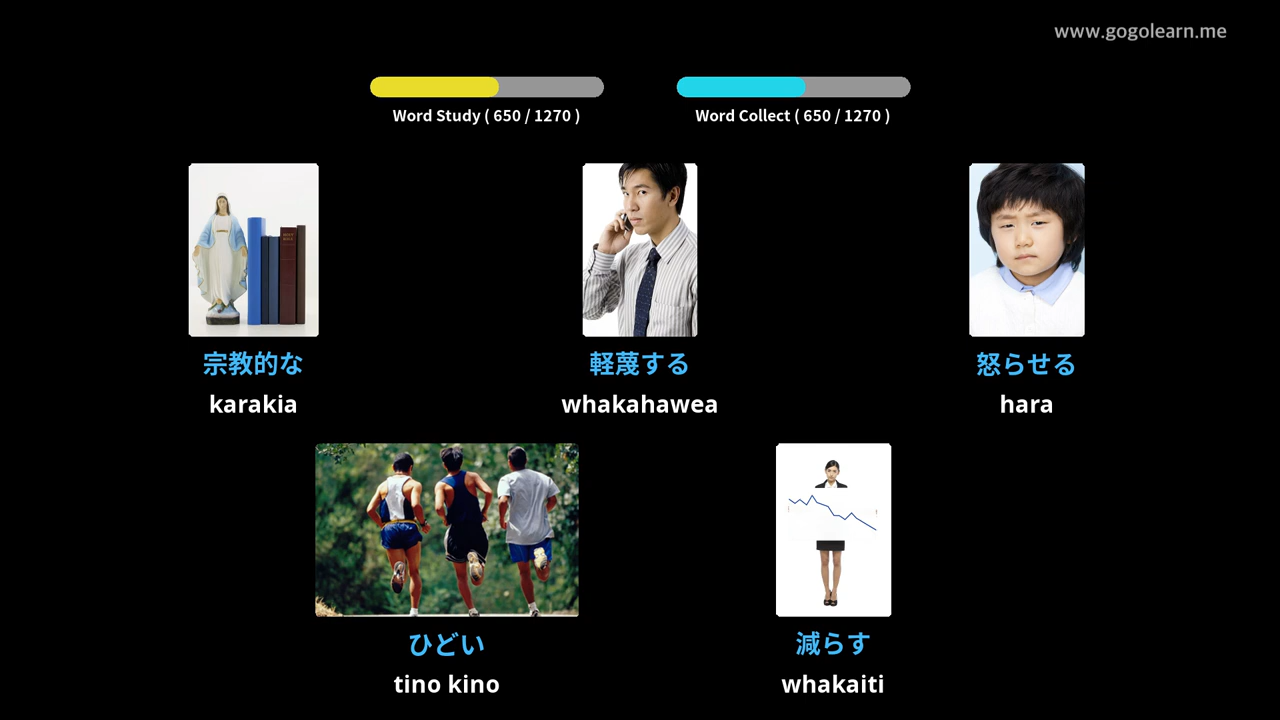 www.gogolearn.me
Word Study ( 650 / 1270 )
Word Collect ( 650 / 1270 )
宗教的な
karakia
軽蔑する
whakahawea
怒らせる
hara
ひどい
tino kino
減らす
whakaiti